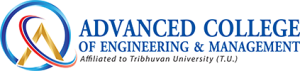 ADVANCED COLLEGE
OF ENGINEERING & MANAGEMENT
Affiliated to Tribhuvan University (T.U.)